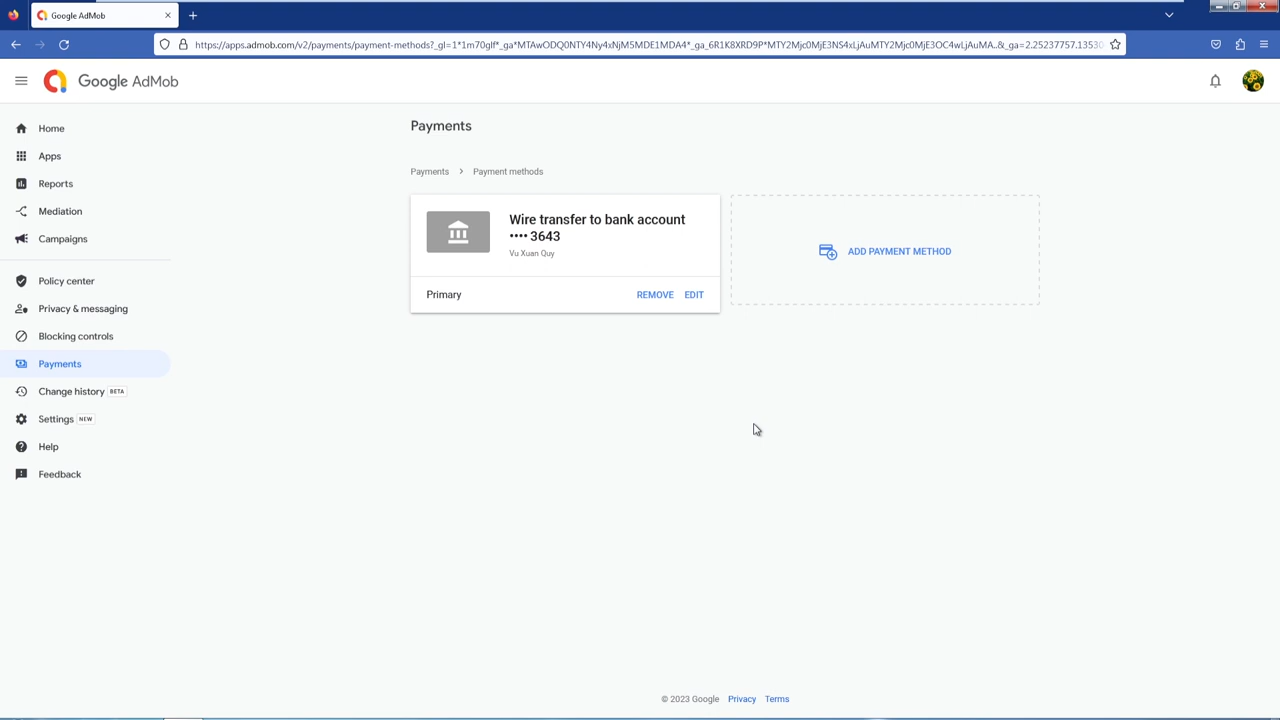 Google AdMob
https://apps.admob.com/v2/payments/payment-methods?_gl=1*1m70glf*_ga*MTAwODQ0NTY4Ny4xNjM5MDE1MDA4*_ga_6R1K8XRD9P*MTY2Mjc0MjE3NS4xLjAuMTY2Mjc0MjE3OC4wLjAuMA..&_ga=2.25237757.13530
Google AdMob
Home
Apps
Reports
Mediation
Campaigns
Policy center
Privacy & messaging
Blocking controls
Payments
Change history BETA
Settings NEW
Help
Feedback
Payments
Payments > Payment methods
Wire transfer to bank account
•••• 3643
Vu Xuan Quy
Primary REMOVE EDIT
ADD PAYMENT METHOD
© 2023 Google Privacy Terms